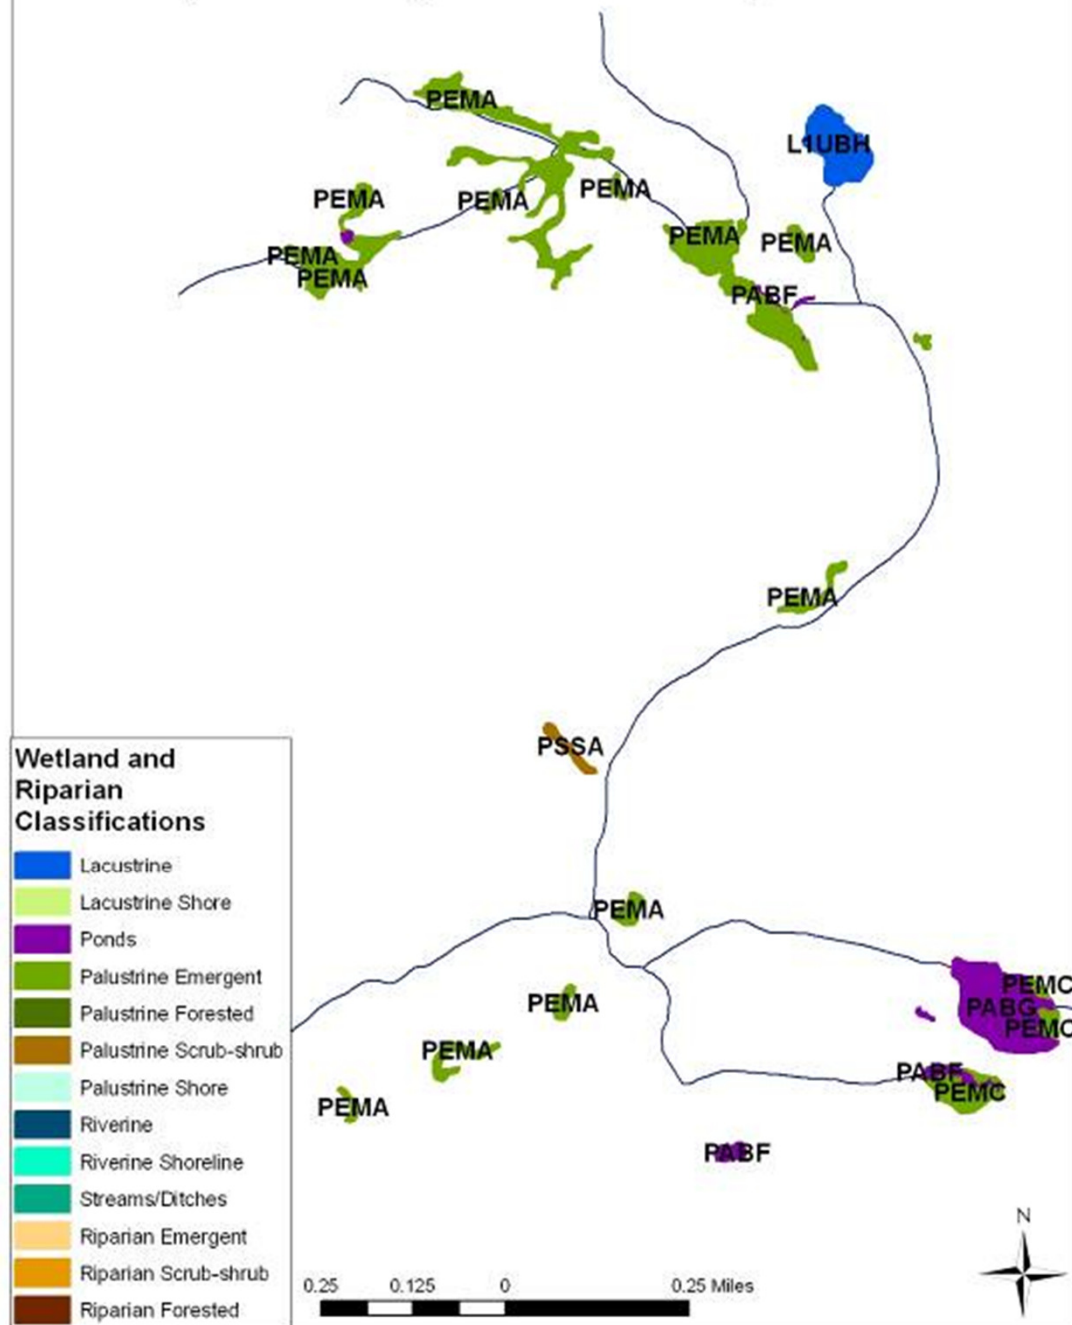 PEMA
L1UBH
PEMA
PEMA
PEMA
PEMA
PEMA
PEMA
PEMA
PABF
PEMA
PSSA
PEMA
PEMC
PABG
PEMC
PEMA
PEMA
PABF
PEMC
PEMA
PABF
Wetland and
Riparian
Classifications
Lacustrine
Lacustrine Shore
Ponds
Palustrine Emergent
Palustrine Forested
Palustrine Scrub-shrub
Palustrine Shore
Riverine
Riverine Shoreline
Streams/Ditches
Riparian Emergent
Riparian Scrub-shrub
Riparian Forested
0.25 0.125 0 0.25 Miles
N